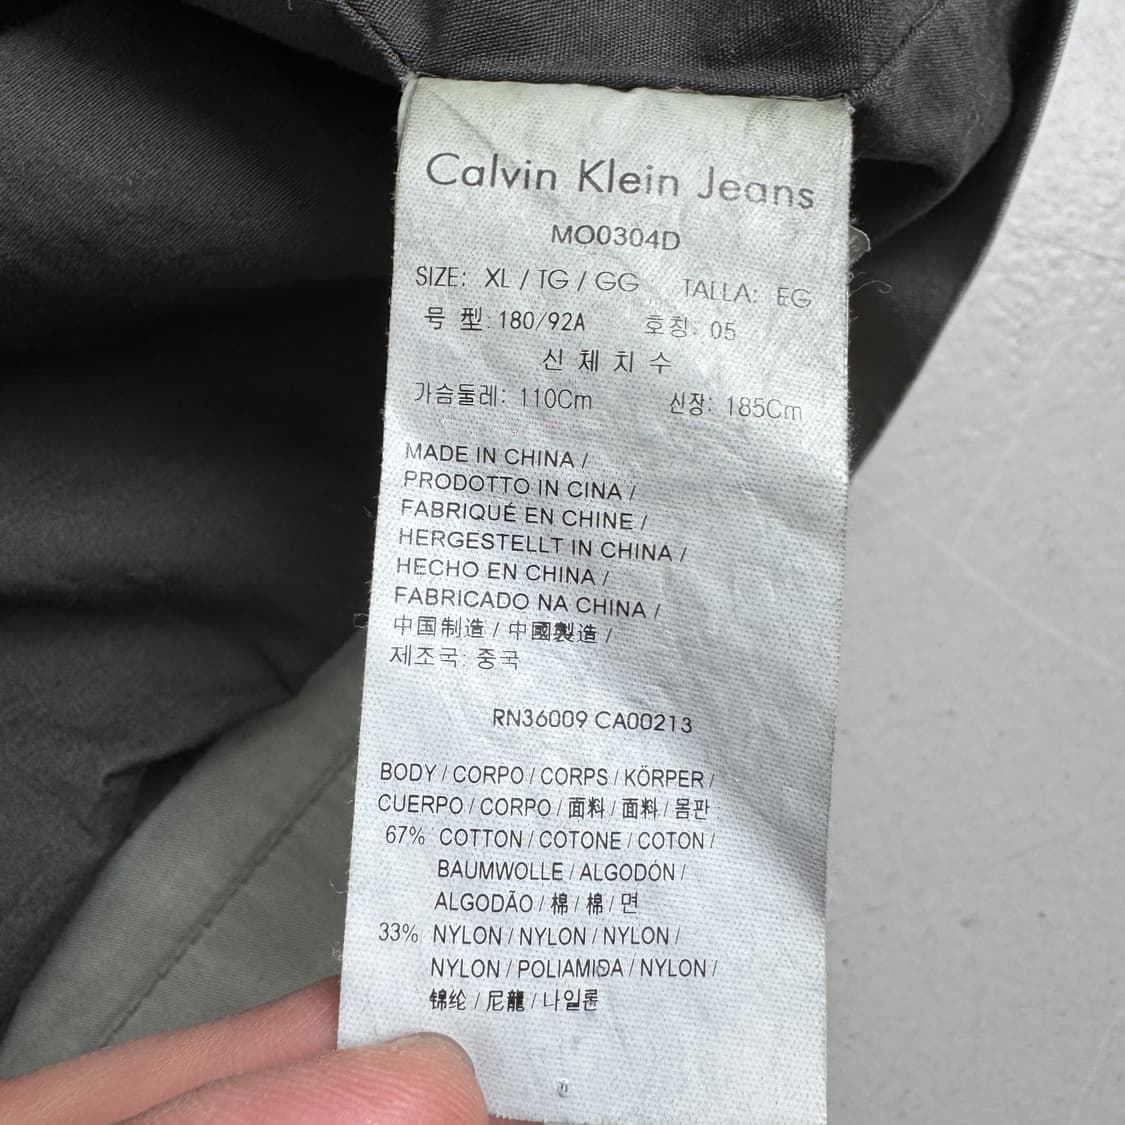 Calvin Klein Jeans
MO0304D
SIZE: XL / TG / GG TALLA: EG
号 型: 180/92A 호칭: 05
신 체 치 수
가슴둘레: 110Cm 신장: 185Cm
MADE IN CHINA /
PRODOTTO IN CINA /
FABRIQUÉ EN CHINE /
HERGESTELLT IN CHINA /
HECHO EN CHINA /
FABRICADO NA CHINA /
中国制造 / 中國製造 /
제조국: 중국
RN36009 CA00213
BODY / CORPO / CORPS / KÖRPER /
CUERPO / CORPO / 面料 / 面料 / 몸판
67% COTTON / COTONE / COTON /
BAUMWOLLE / ALGODÓN /
ALGODÃO / 棉 / 棉 / 면
33% NYLON / NYLON / NYLON /
NYLON / POLIAMIDA / NYLON /
锦纶 / 尼龍 / 나일론